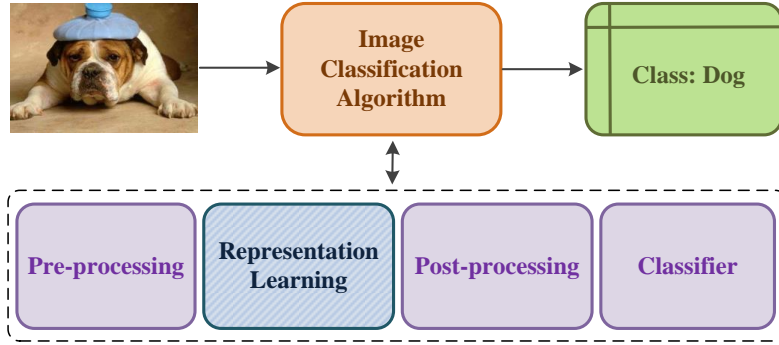 Image
Classification
Algorithm
Class: Dog
Pre-processing
Representation
Learning
Post-processing
Classifier